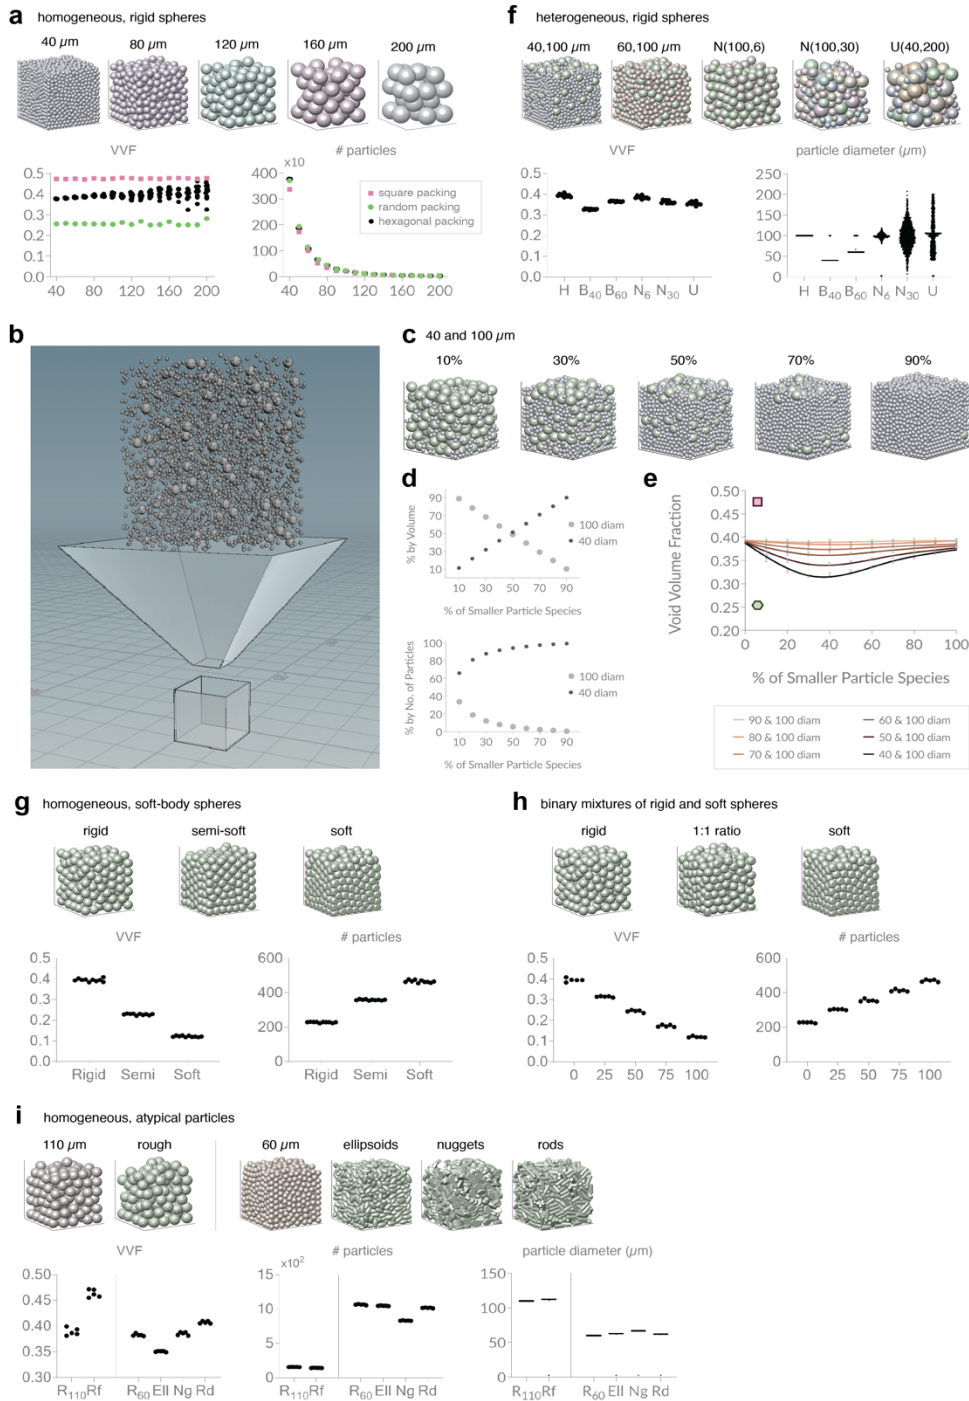 a homogeneous, rigid spheres
40 µm 80 µm 120 µm 160 µm 200 µm
VVF
0.5
0.4
0.3
0.2
0.1
0.0
40 80 120 160 200
# particles
x10
400
300
200
100
0
40 80 120 160 200
square packing
random packing
hexagonal packing
f heterogeneous, rigid spheres
40,100 µm 60,100 µm N(100,6) N(100,30) U(40,200)
VVF
0.5
0.4
0.3
0.2
0.1
0.0
H B40 B60 N6 N30 U
particle diameter (µm)
250
200
150
100
50
0
H B40 B60 N6 N30 U
b
c 40 and 100 µm
10% 30% 50% 70% 90%
d
% by Volume
90
70
50
30
10
100 diam
40 diam
10 30 50 70 90
% of Smaller Particle Species
% by No. of Particles
100
80
60
40
20
0
100 diam
40 diam
10 30 50 70 90
% of Smaller Particle Species
e
Void Volume Fraction
0.50
0.45
0.40
0.35
0.30
0.25
0.20
0 20 40 60 80 100
% of Smaller Particle Species
90 & 100 diam
80 & 100 diam
70 & 100 diam
60 & 100 diam
50 & 100 diam
40 & 100 diam
g homogeneous, soft-body spheres
rigid semi-soft soft
VVF
0.5
0.4
0.3
0.2
0.1
0.0
Rigid Semi Soft
# particles
600
400
200
0
Rigid Semi Soft
h binary mixtures of rigid and soft spheres
rigid 1:1 ratio soft
VVF
0.5
0.4
0.3
0.2
0.1
0.0
0 25 50 75 100
# particles
600
400
200
0
0 25 50 75 100
i homogeneous, atypical particles
110 µm rough 60 µm ellipsoids nuggets rods
VVF
0.50
0.45
0.40
0.35
0.30
R110 Rf R60 Ell Ng Rd
# particles
x10²
15
10
5
0
R110 Rf R60 Ell Ng Rd
particle diameter (µm)
150
100
50
0
R110 Rf R60 Ell Ng Rd